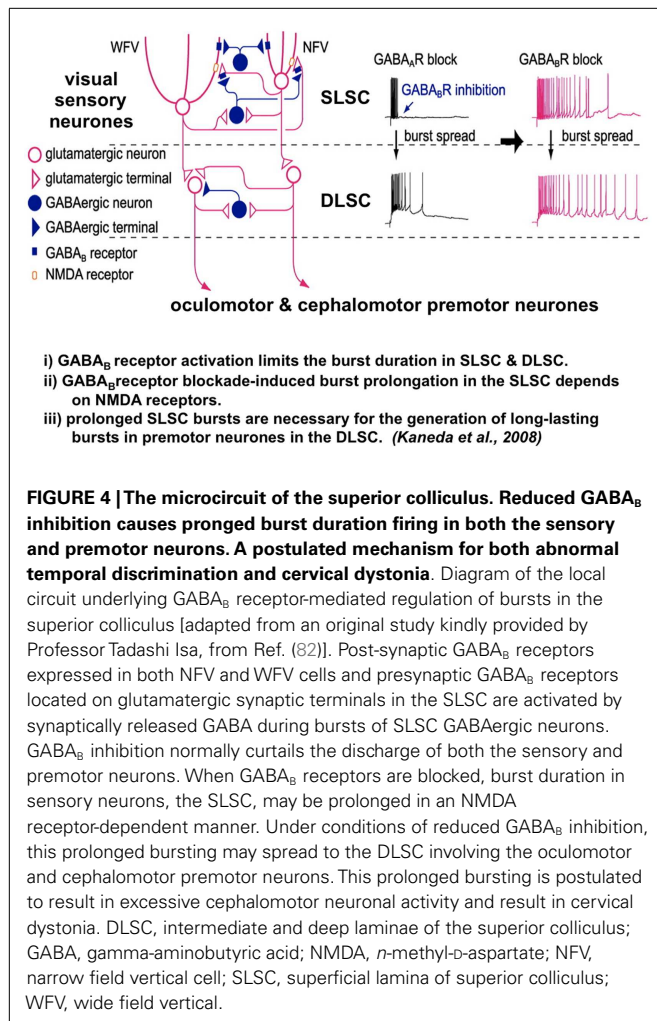 WFV
NFV
visual
sensory
neurones
SLSC
DLSC
glutamatergic neuron
glutamatergic terminal
GABAergic neuron
GABAergic terminal
GABA_B receptor
NMDA receptor
GABA_AR block
GABA_BR inhibition
burst spread
GABA_BR block
burst spread
oculomotor & cephalomotor premotor neurones
i) GABA_B receptor activation limits the burst duration in SLSC & DLSC.
ii) GABA_Breceptor blockade-induced burst prolongation in the SLSC depends
on NMDA receptors.
iii) prolonged SLSC bursts are necessary for the generation of long-lasting
bursts in premotor neurones in the DLSC. (Kaneda et al., 2008)
FIGURE 4 | The microcircuit of the superior colliculus. Reduced GABA_B
inhibition causes pronged burst duration firing in both the sensory
and premotor neurons. A postulated mechanism for both abnormal
temporal discrimination and cervical dystonia. Diagram of the local
circuit underlying GABA_B receptor-mediated regulation of bursts in the
superior colliculus [adapted from an original study kindly provided by
Professor Tadashi Isa, from Ref. (82)]. Post-synaptic GABA_B receptors
expressed in both NFV and WFV cells and presynaptic GABA_B receptors
located on glutamatergic synaptic terminals in the SLSC are activated by
synaptically released GABA during bursts of SLSC GABAergic neurons.
GABA_B inhibition normally curtails the discharge of both the sensory and
premotor neurons. When GABA_B receptors are blocked, burst duration in
sensory neurons, the SLSC, may be prolonged in an NMDA
receptor-dependent manner. Under conditions of reduced GABA_B inhibition,
this prolonged bursting may spread to the DLSC involving the oculomotor
and cephalomotor premotor neurons. This prolonged bursting is postulated
to result in excessive cephalomotor neuronal activity and result in cervical
dystonia. DLSC, intermediate and deep laminae of the superior colliculus;
GABA, gamma-aminobutyric acid; NMDA, n-methyl-D-aspartate; NFV,
narrow field vertical cell; SLSC, superficial lamina of superior colliculus;
WFV, wide field vertical.